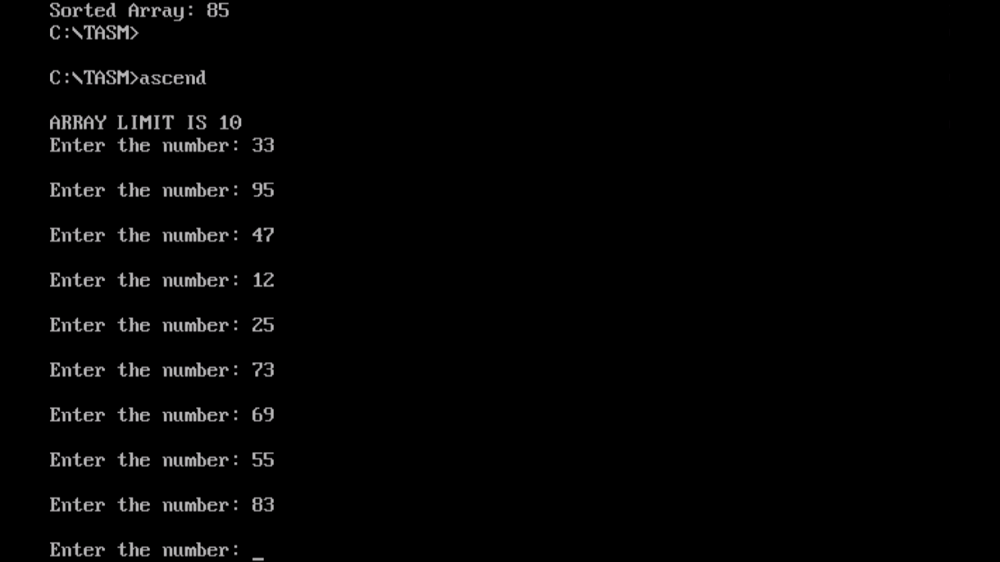 Sorted Array: 85
C:\TASM>
C:\TASM>ascend
ARRAY LIMIT IS 10
Enter the number: 33
Enter the number: 95
Enter the number: 47
Enter the number: 12
Enter the number: 25
Enter the number: 73
Enter the number: 69
Enter the number: 55
Enter the number: 83
Enter the number: _